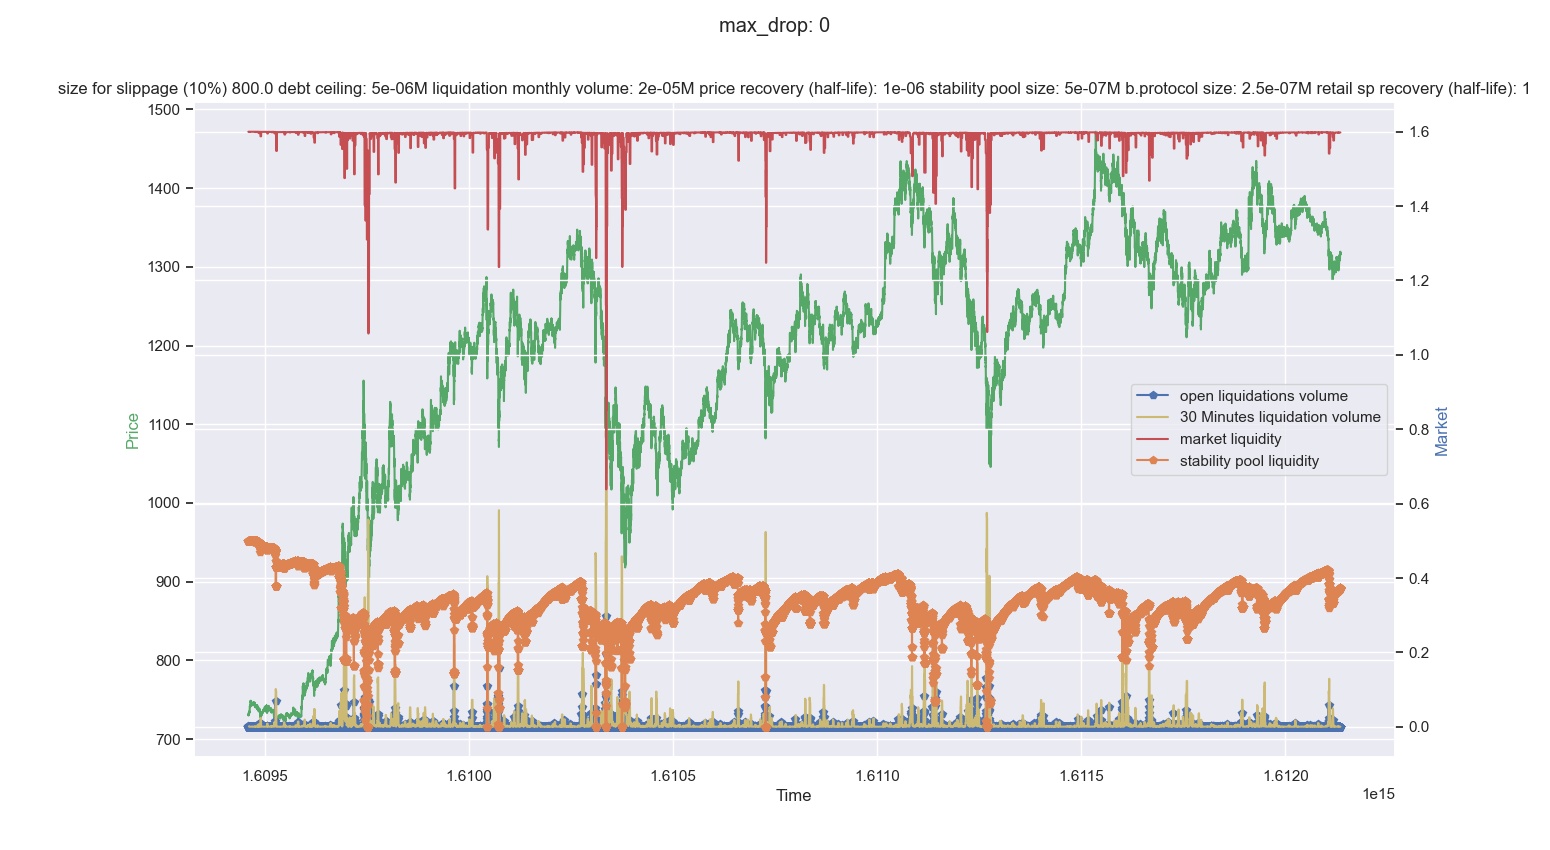 max_drop: 0
size for slippage (10%) 800.0 debt ceiling: 5e-06M liquidation monthly volume: 2e-05M price recovery (half-life): 1e-06 stability pool size: 5e-07M b.protocol size: 2.5e-07M retail sp recovery (half-life): 1
1500
1400
1300
1200
1100
1000
900
800
700
Price
1.6
1.4
1.2
1.0
0.8
0.6
0.4
0.2
0.0
Market
open liquidations volume
30 Minutes liquidation volume
market liquidity
stability pool liquidity
1.6095 1.6100 1.6105 1.6110 1.6115 1.6120
Time
1e15